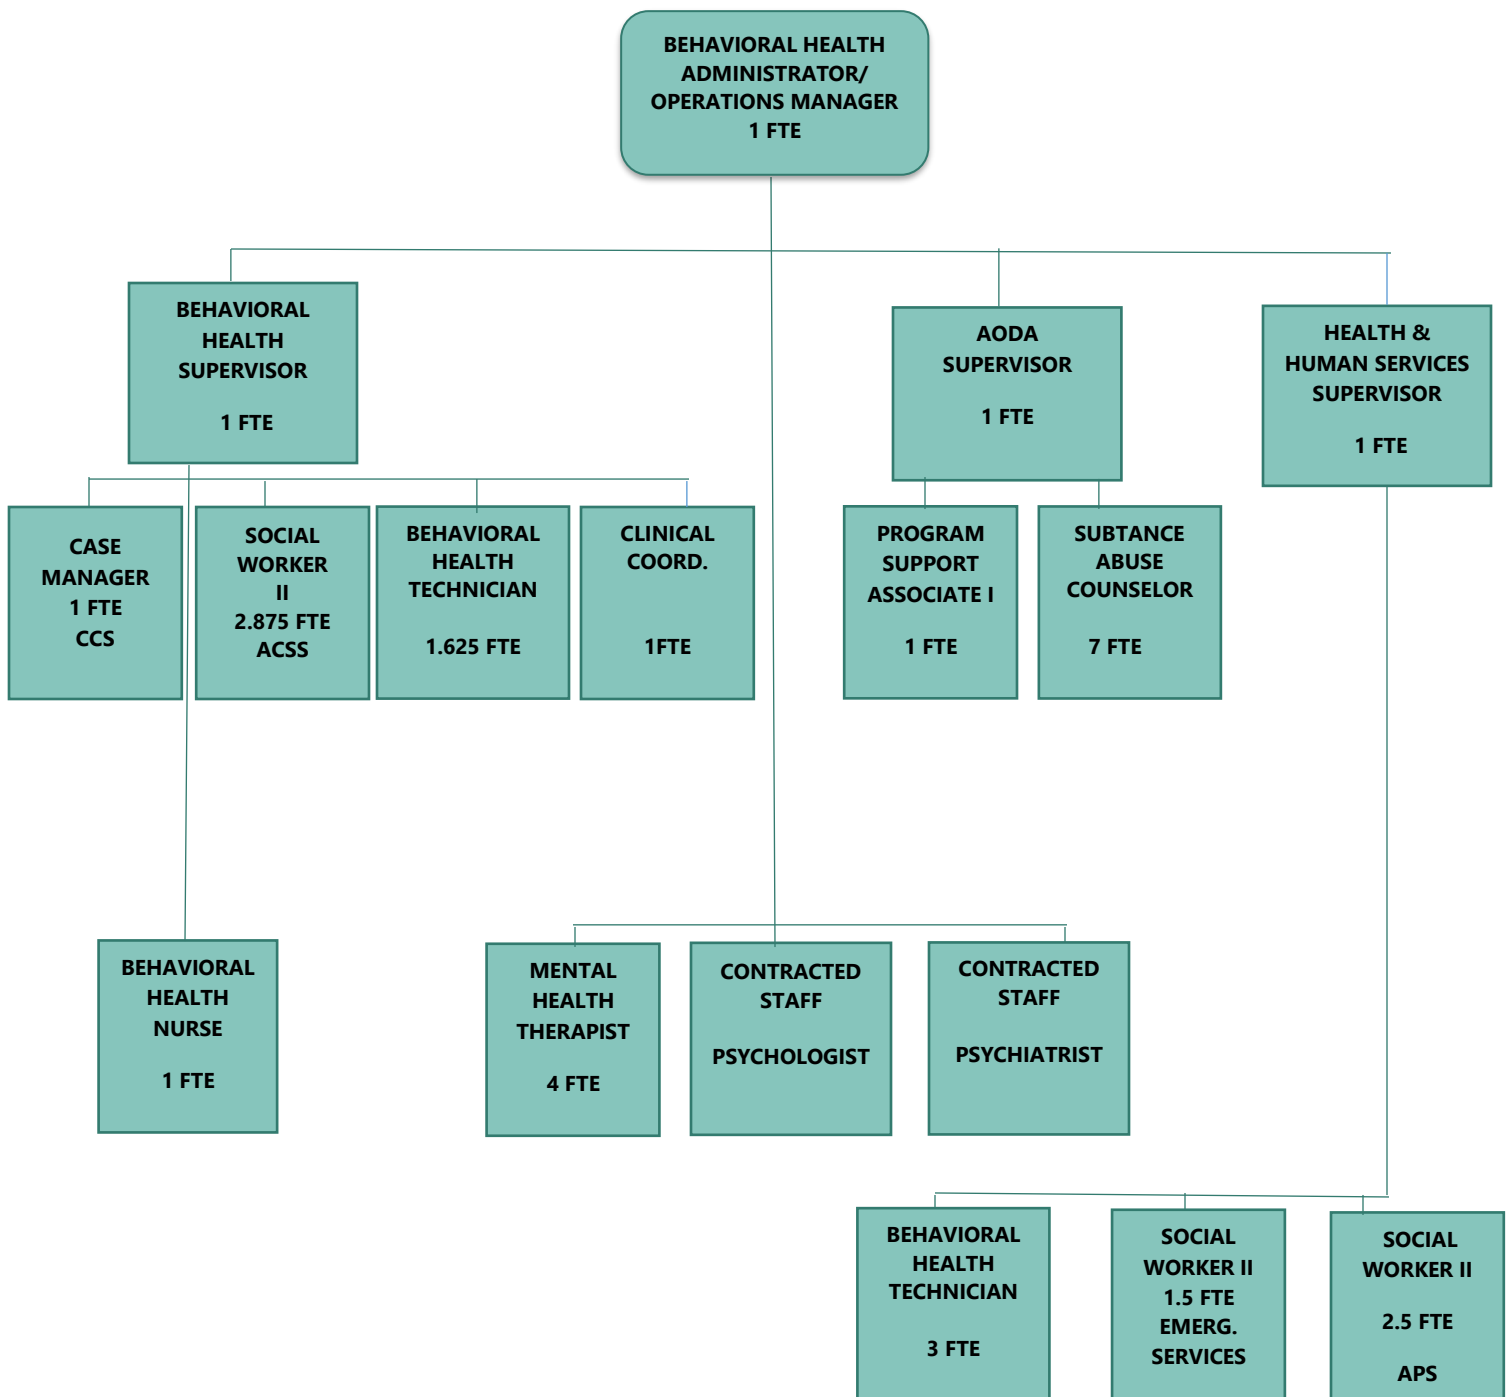 BEHAVIORAL HEALTH
ADMINISTRATOR/
OPERATIONS MANAGER
1 FTE
BEHAVIORAL
HEALTH
SUPERVISOR
1 FTE
AODA
SUPERVISOR
1 FTE
HEALTH &
HUMAN SERVICES
SUPERVISOR
1 FTE
CASE
MANAGER
1 FTE
CCS
SOCIAL
WORKER
II
2.875 FTE
ACSS
BEHAVIORAL
HEALTH
TECHNICIAN
1.625 FTE
CLINICAL
COORD.
1FTE
PROGRAM
SUPPORT
ASSOCIATE I
1 FTE
SUBTANCE
ABUSE
COUNSELOR
7 FTE
BEHAVIORAL
HEALTH
NURSE
1 FTE
MENTAL
HEALTH
THERAPIST
4 FTE
CONTRACTED
STAFF
PSYCHOLOGIST
CONTRACTED
STAFF
PSYCHIATRIST
BEHAVIORAL
HEALTH
TECHNICIAN
3 FTE
SOCIAL
WORKER II
1.5 FTE
EMERG.
SERVICES
SOCIAL
WORKER II
2.5 FTE
APS